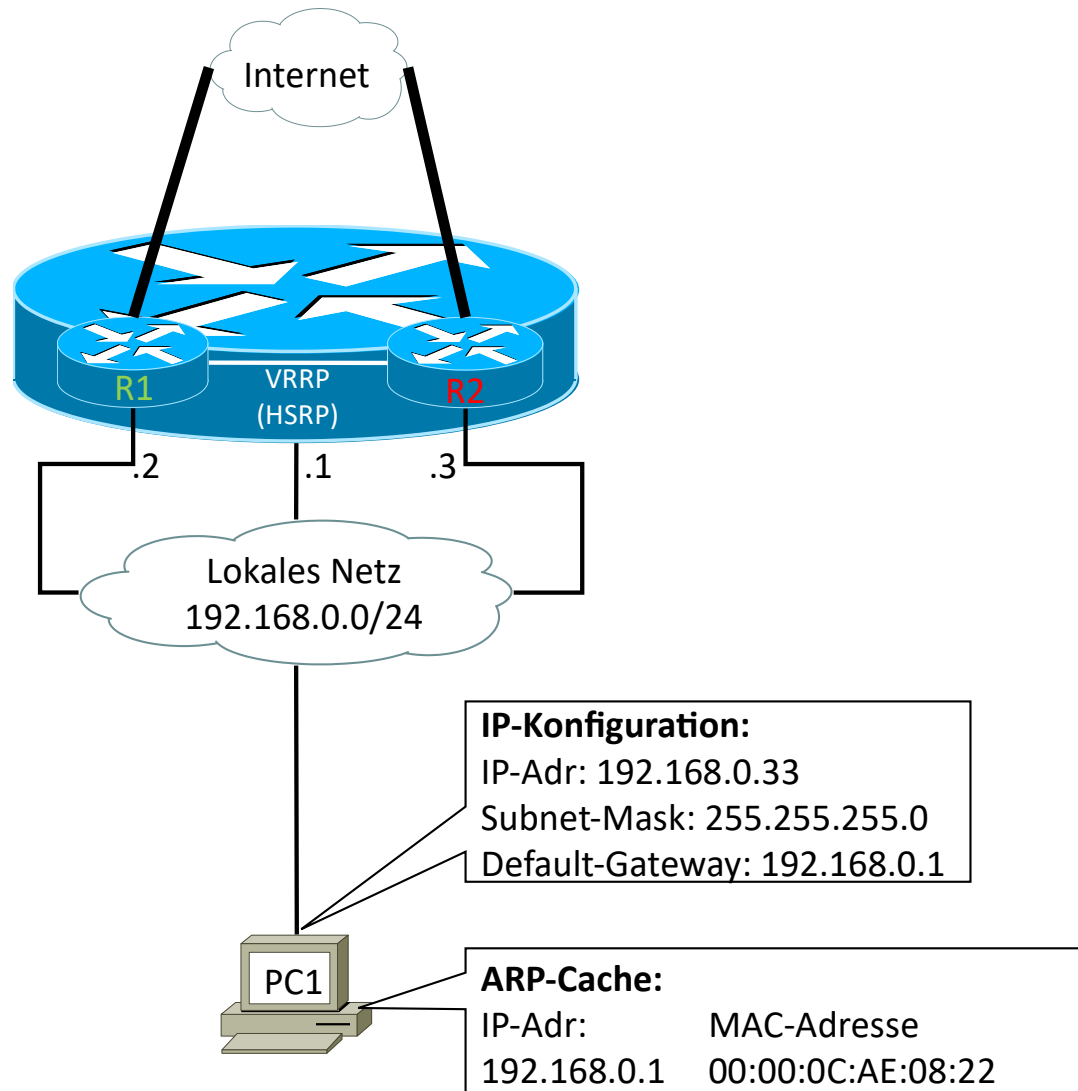 Internet
R1
VRRP
(HSRP)
R2
.2
.1
.3
Lokales Netz
192.168.0.0/24
IP-Konfiguration:
IP-Adr: 192.168.0.33
Subnet-Mask: 255.255.255.0
Default-Gateway: 192.168.0.1
PC1
ARP-Cache:
IP-Adr: MAC-Adresse
192.168.0.1 00:00:0C:AE:08:22